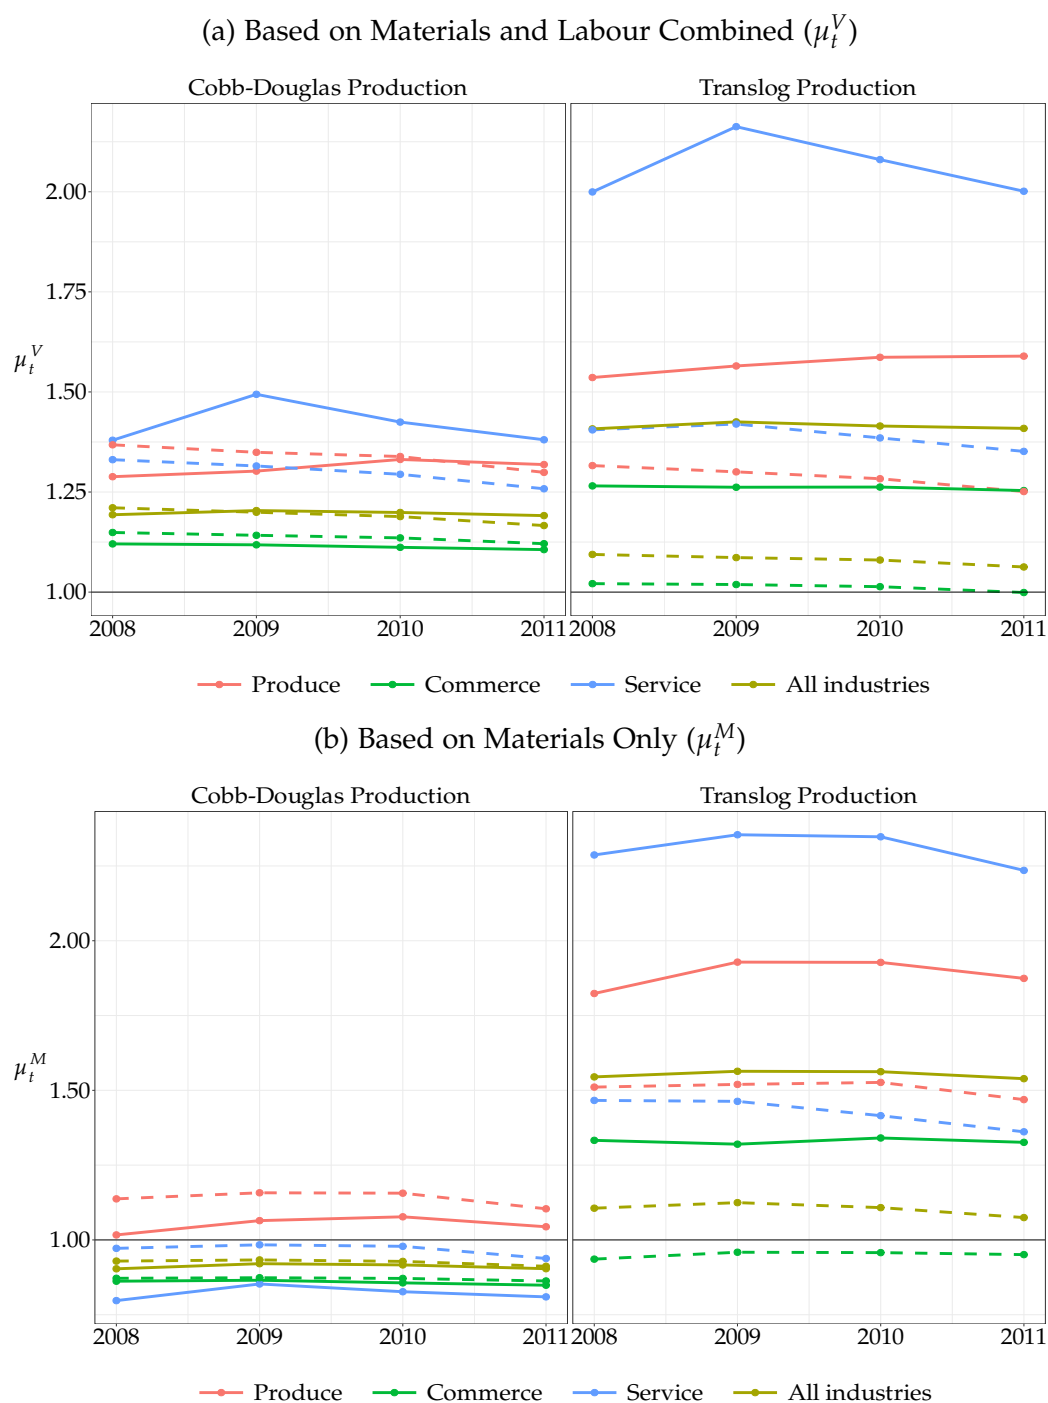 (a) Based on Materials and Labour Combined (μ_t^V)
Cobb-Douglas Production Translog Production
2.00
1.75
μ_t^V
1.50
1.25
1.00
2008 2009 2010 2011 2008 2009 2010 2011
Produce Commerce Service All industries
(b) Based on Materials Only (μ_t^M)
Cobb-Douglas Production Translog Production
2.00
μ_t^M
1.50
1.00
2008 2009 2010 2011 2008 2009 2010 2011
Produce Commerce Service All industries